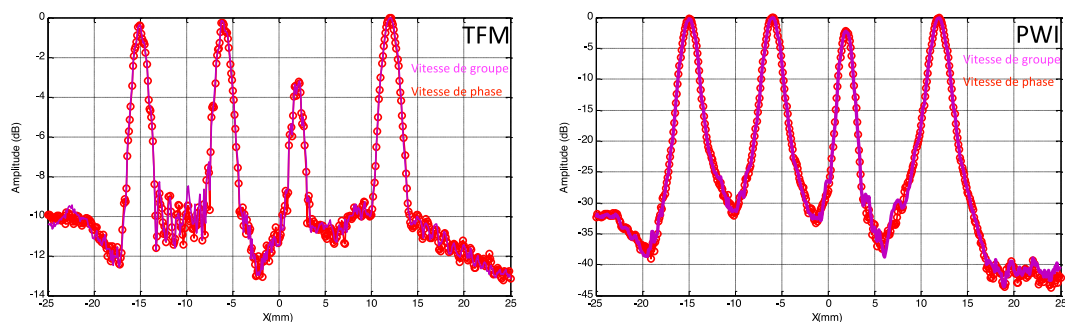 TFM
Vitesse de groupe
Vitesse de phase
Amplitude (dB)
0
-2
-4
-6
-8
-10
-12
-14
-25 -20 -15 -10 -5 0 5 10 15 20 25
X(mm)
PWI
Vitesse de groupe
Vitesse de phase
Amplitude (dB)
0
-5
-10
-15
-20
-25
-30
-35
-40
-45
-25 -20 -15 -10 -5 0 5 10 15 20 25
X(mm)